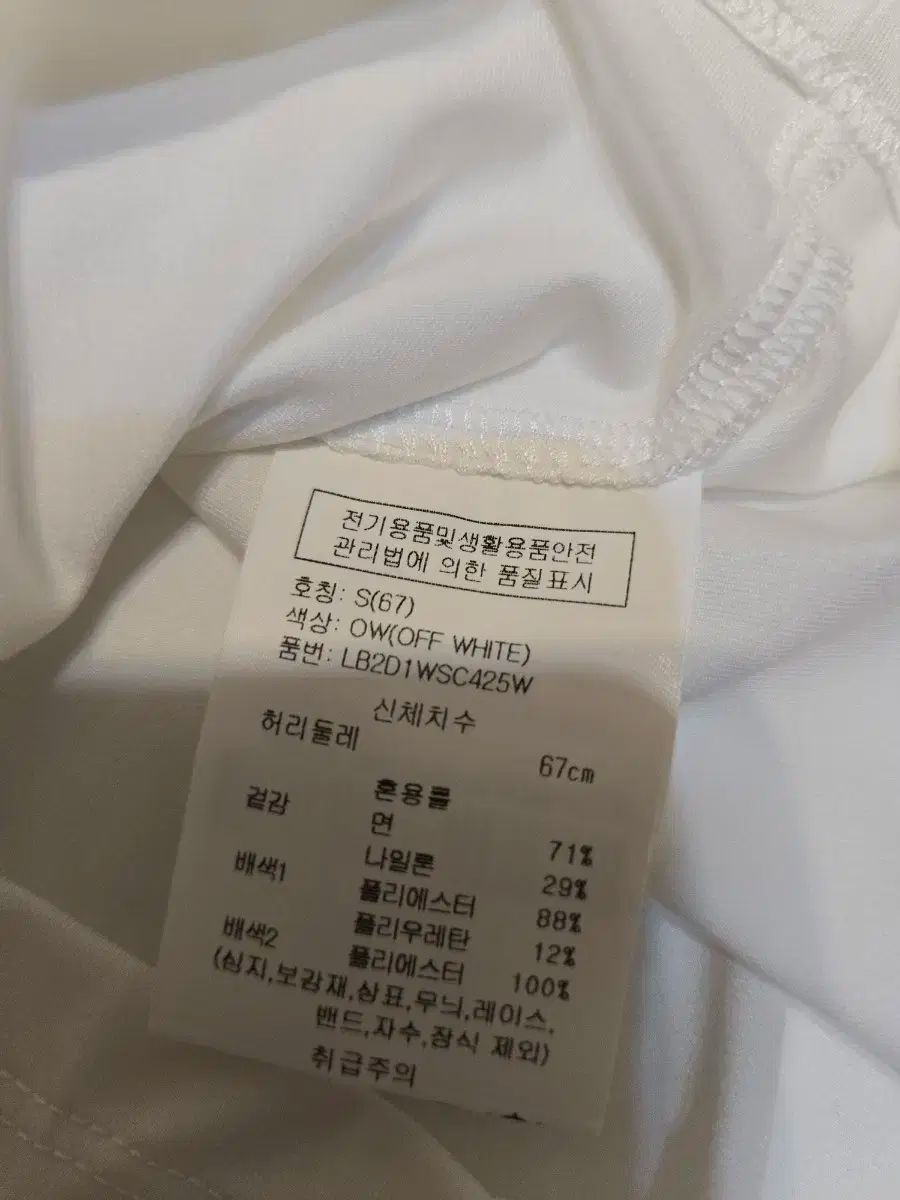 전기용품및생활용품안전
관리법에 의한 품질표시
호칭: S(67)
색상: OW(OFF WHITE)
품번: LB2D1WSC425W
신체치수
허리둘레 67cm
혼용률
겉감 면 71%
나일론 29%
배색1 폴리에스터 88%
폴리우레탄 12%
배색2 폴리에스터 100%
(심지,보강재,상표,무늬,레이스,
밴드,자수,장식 제외)
취급주의